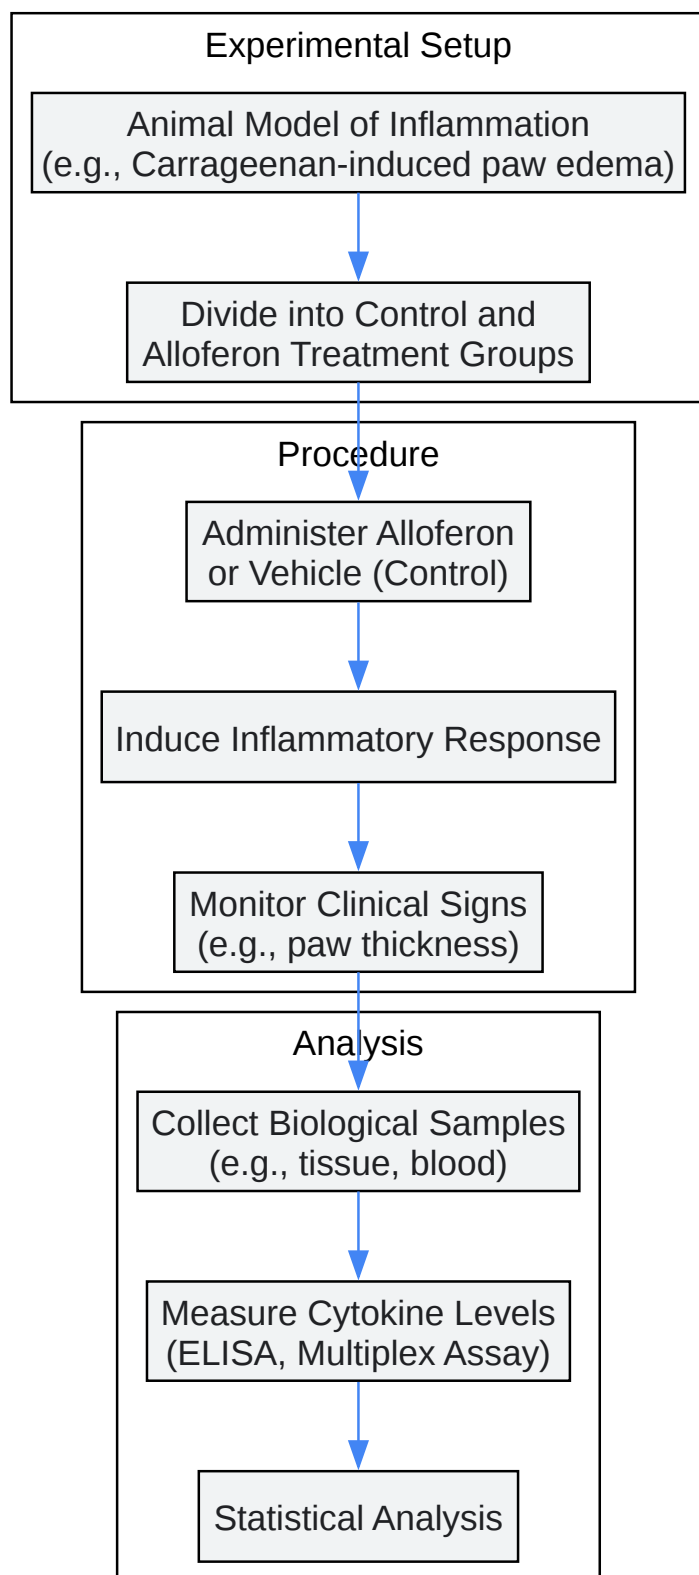 Experimental Setup
Animal Model of Inflammation
(e.g., Carrageenan-induced paw edema)
Divide into Control and
Alloferon Treatment Groups
Procedure
Administer Alloferon
or Vehicle (Control)
Induce Inflammatory Response
Monitor Clinical Signs
(e.g., paw thickness)
Analysis
Collect Biological Samples
(e.g., tissue, blood)
Measure Cytokine Levels
(ELISA, Multiplex Assay)
Statistical Analysis